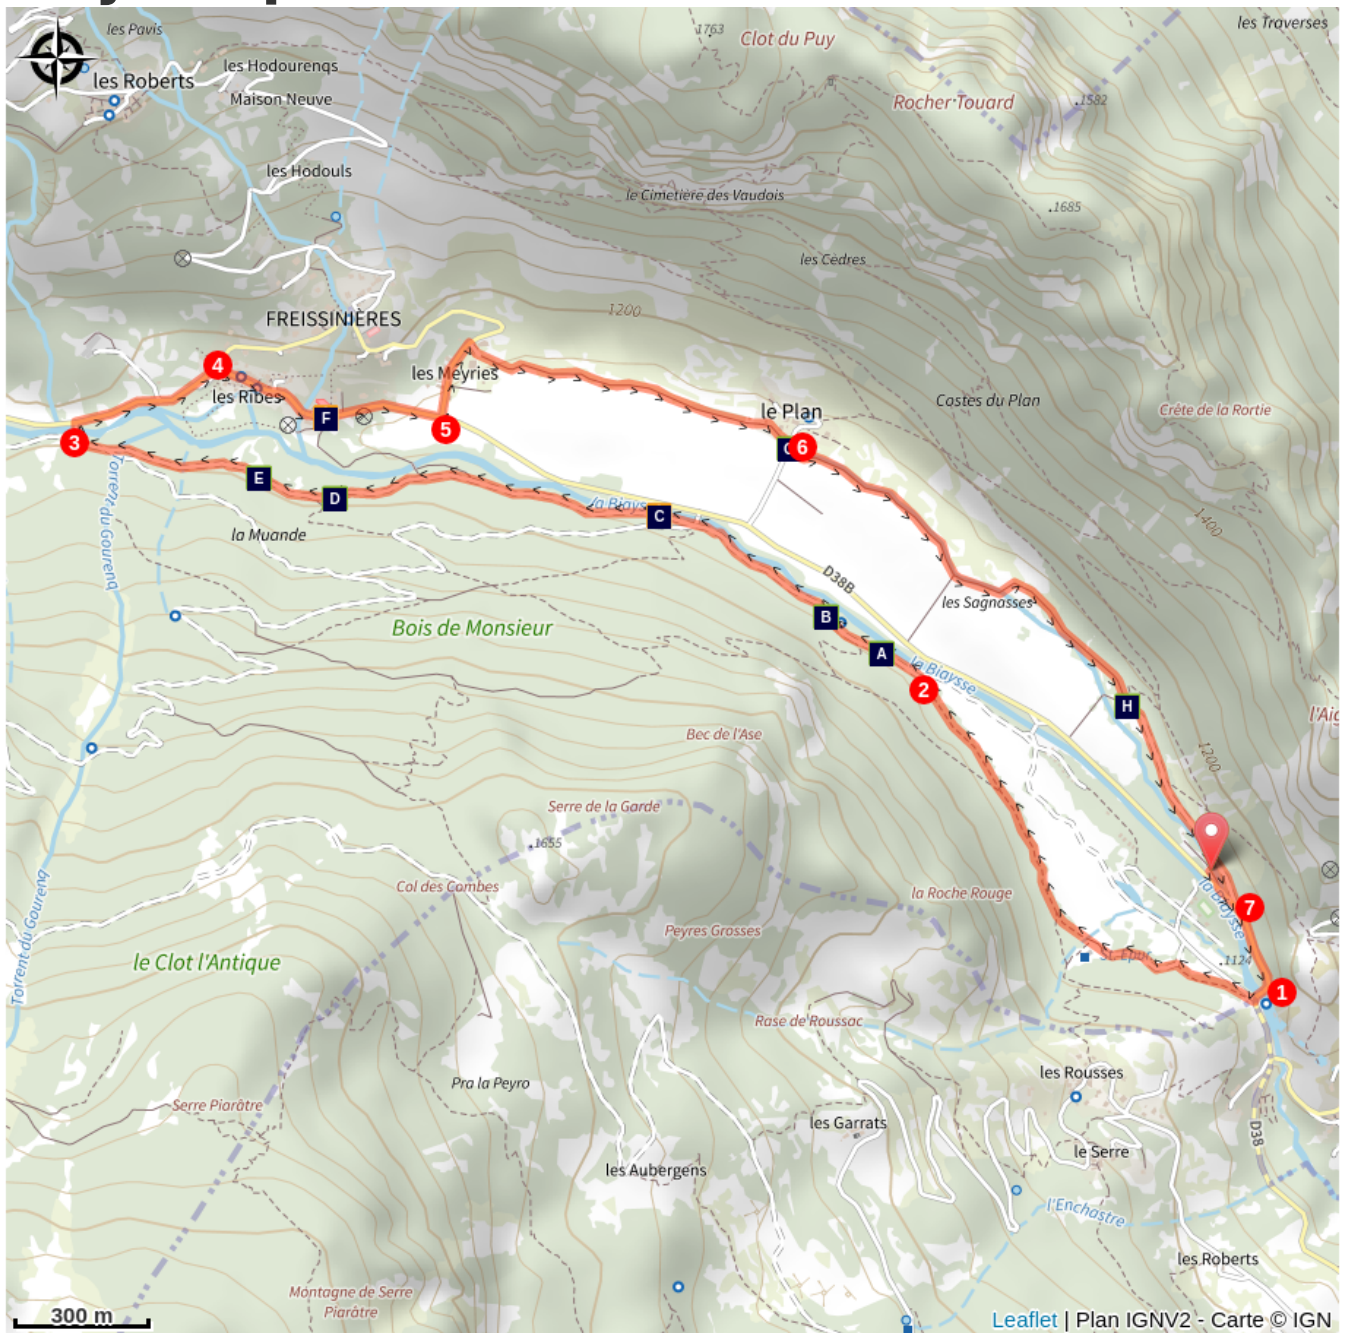 les Pavis
1763
Clot du Puy
les Traverses
les Hodourenqs
les Roberts
Maison Neuve
Rocher Touard
1582
les Hodouls
le Cimetière des Vaudois
1685
les Cèdres
1200
FREISSINIÈRES
4
les Meyries
les Ribes
F
5
le Plan
Costes du Plan
Crête de la Rortie
3
6
E
D
la Biays
C
la Muande
1400
Torrent du Gourenq
D38B
les Sagnasses
Bois de Monsieur
B
A
la Biaysse
2
H
l'Aig
Bec de l'Ase
1200
Serre de la Garde
1655
Col des Combes
la Roche Rouge
la Biaysse
7
Peyres Grosses
Torrent du Gourenq
le Clot l'Antique
1124
1
Rase de Roussac
les Rousses
Pra la Peyro
Serre Piarâtre
les Garrats
D38
le Serre
les Aubergens
l'Enchastre
les Roberts
Montagne de Serre
Piarâtre
300 m
Leaflet | Plan IGNV2 - Carte © IGN